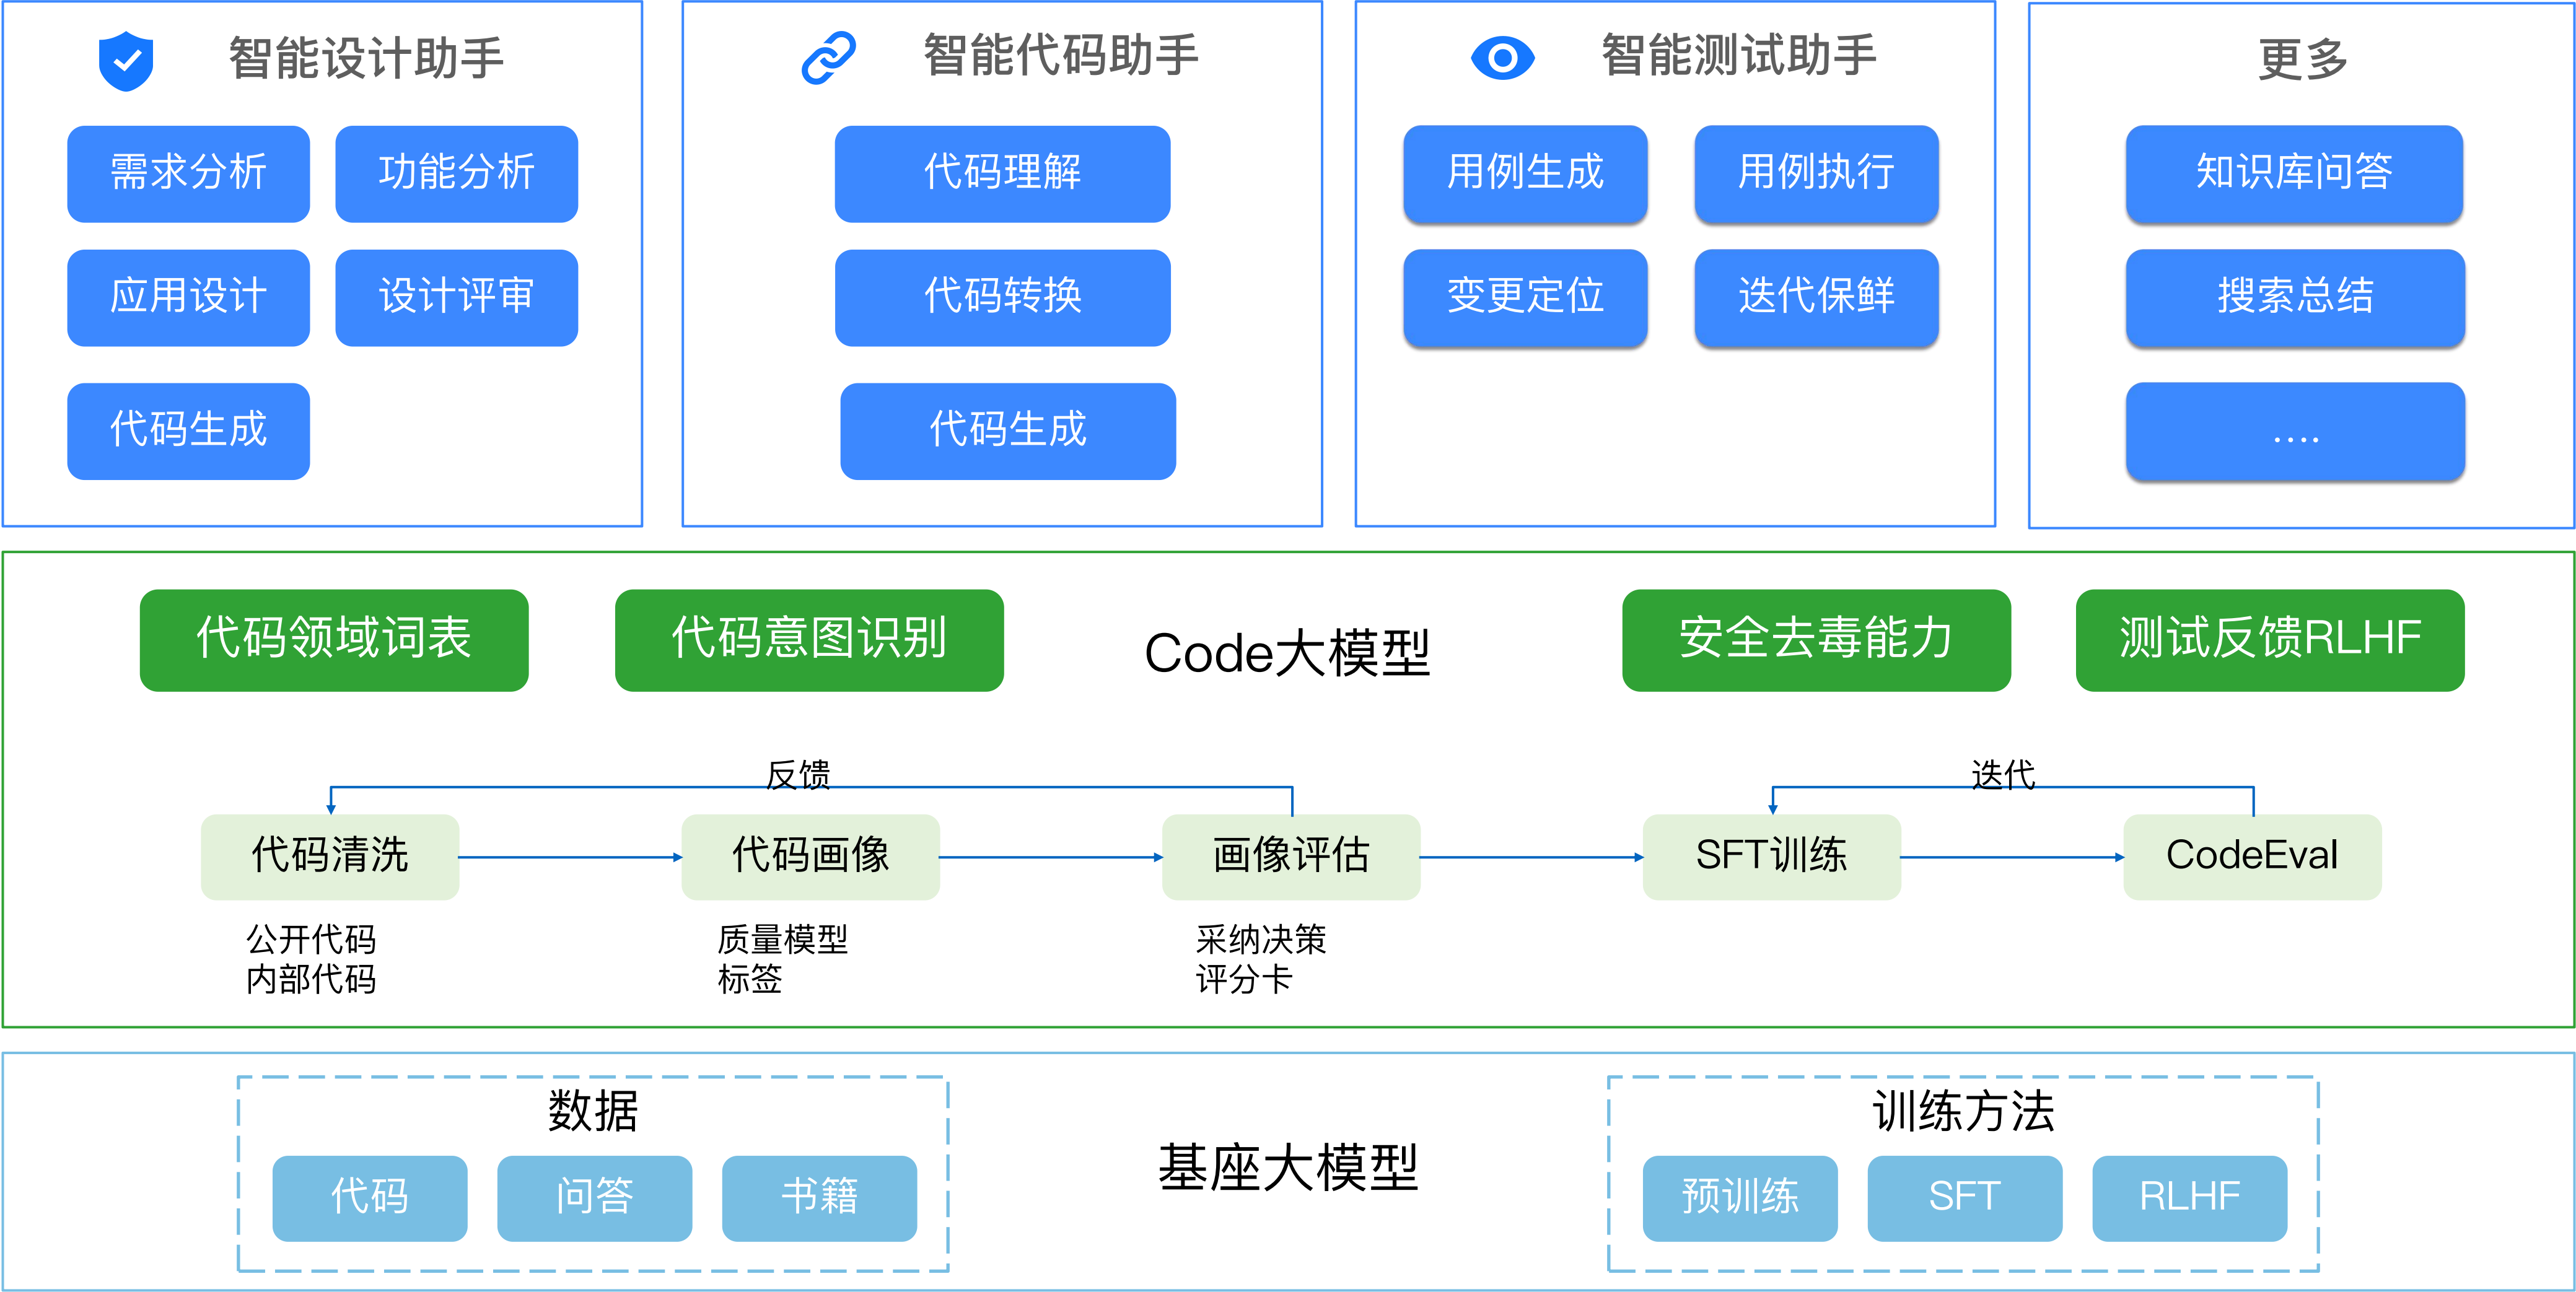 智能设计助手
需求分析
功能分析
应用设计
设计评审
代码生成
智能代码助手
代码理解
代码转换
代码生成
智能测试助手
用例生成
用例执行
变更定位
迭代保鲜
更多
知识库问答
搜索总结
....
代码领域词表
代码意图识别
Code大模型
安全去毒能力
测试反馈RLHF
反馈
迭代
代码清洗
代码画像
画像评估
SFT训练
CodeEval
公开代码
内部代码
质量模型
标签
采纳决策
评分卡
数据
代码
问答
书籍
基座大模型
训练方法
预训练
SFT
RLHF